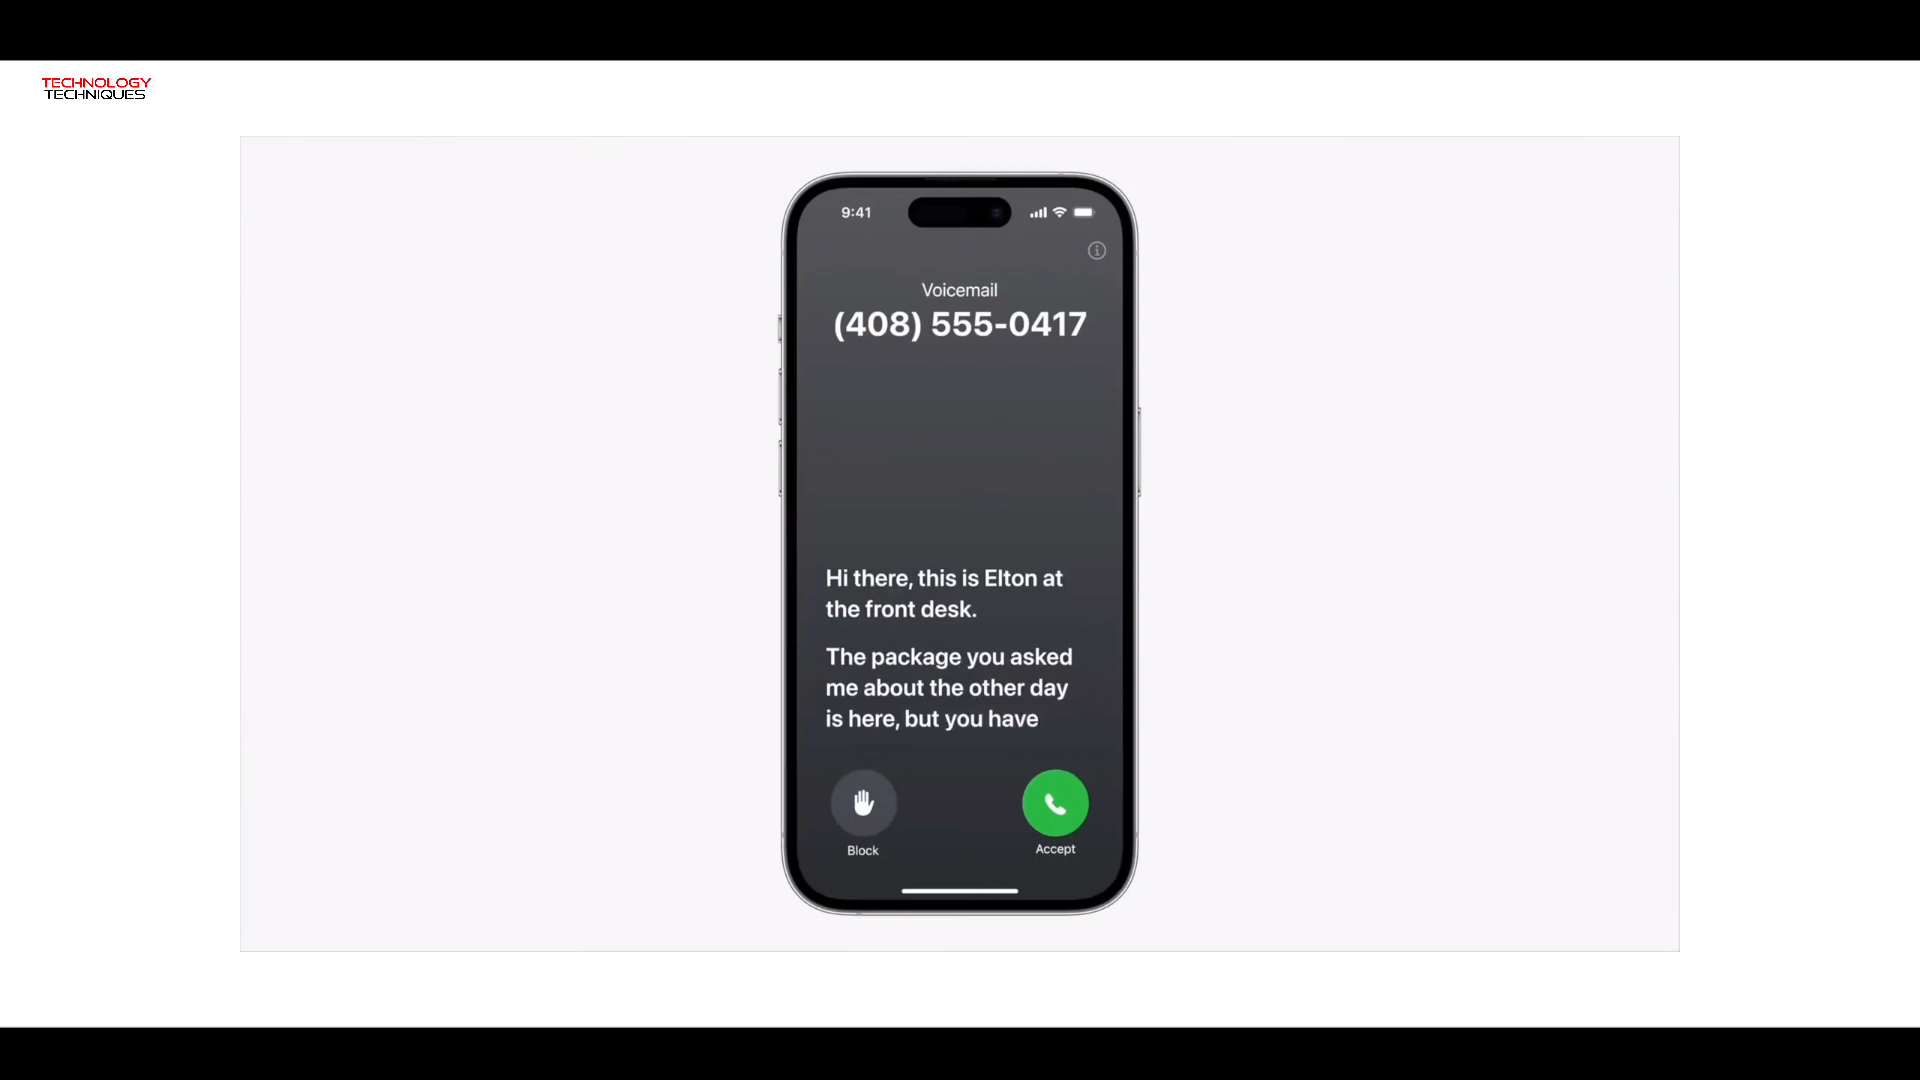 TECHNOLOGY
TECHNIQUES
9:41
Voicemail
(408) 555-0417
Hi there, this is Elton at
the front desk.
The package you asked
me about the other day
is here, but you have
Block
Accept